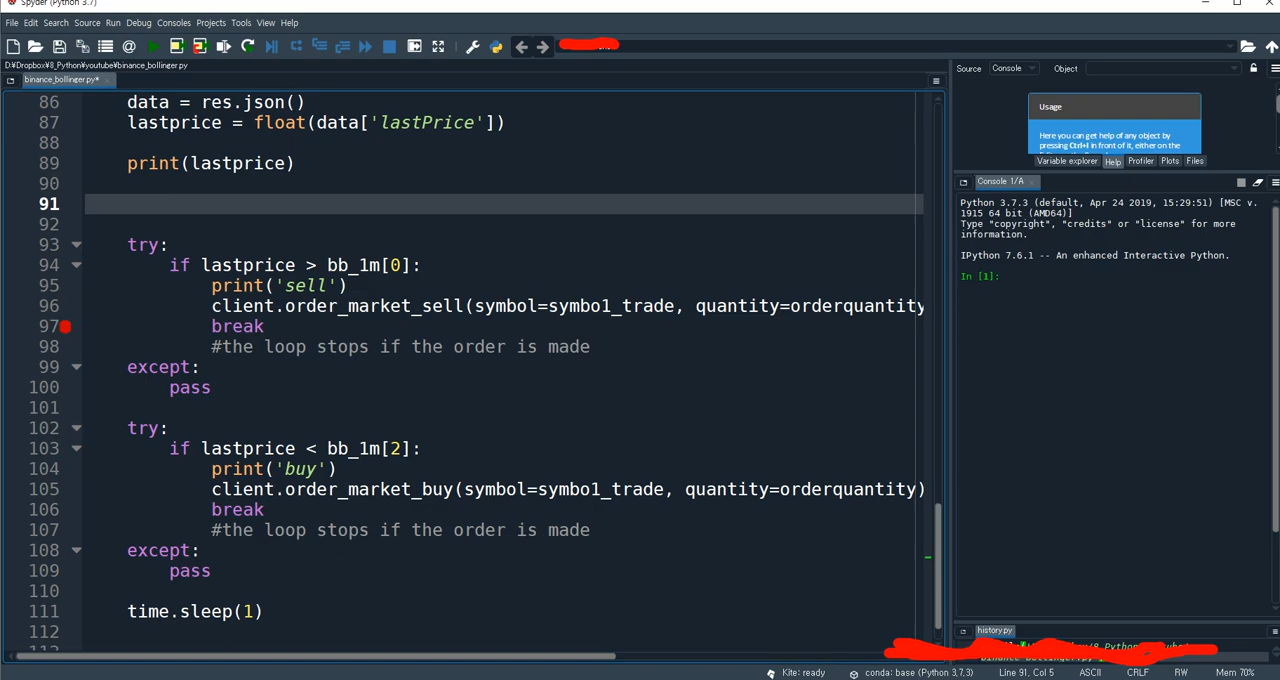 Spyder (Python 3.7)
File Edit Search Source Run Debug Consoles Projects Tools View Help
D:¥Dropbox¥8_Python¥youtube¥binance_bollinger.py
binance_bollinger.py*
86 data = res.json()
87 lastprice = float(data['lastPrice'])
88
89 print(lastprice)
90
91
92
93 try:
94 if lastprice > bb_1m[0]:
95 print('sell')
96 client.order_market_sell(symbol=symbo1_trade, quantity=orderquantity
97 break
98 #the loop stops if the order is made
99 except:
100 pass
101
102 try:
103 if lastprice < bb_1m[2]:
104 print('buy')
105 client.order_market_buy(symbol=symbo1_trade, quantity=orderquantity)
106 break
107 #the loop stops if the order is made
108 except:
109 pass
110
111 time.sleep(1)
112
Source Console Object
Usage
Here you can get help of any object by
pressing Ctrl+I in front of it, either on the
Variable explorer Help Profiler Plots Files
Console 1/A
Python 3.7.3 (default, Apr 24 2019, 15:29:51) [MSC v.
1915 64 bit (AMD64)]
Type "copyright", "credits" or "license" for more
information.
IPython 7.6.1 -- An enhanced Interactive Python.
In [1]:
history.py
Kite: ready conda: base (Python 3.7.3) Line 91, Col 5 ASCII CRLF RW Mem 70%